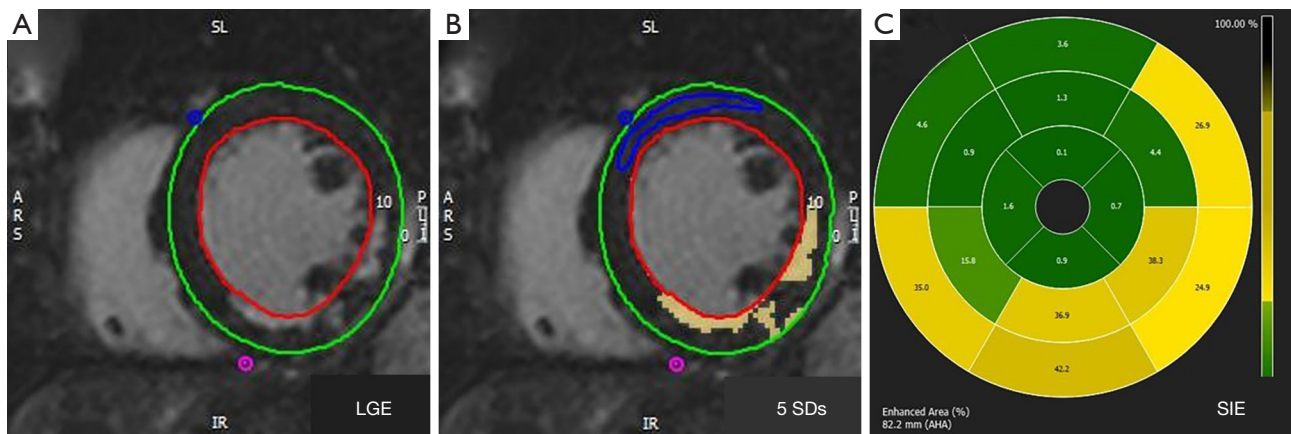 A
SL
A
R
S
10
P
L
I
0
LGE
IR
B
SL
A
R
S
10
P
L
I
0
5 SDs
IR
C
100.00 %
3.6
4.6
26.9
1.3
0.9
4.4
0.1
1.6
0.7
0.9
15.8
38.3
36.9
35.0
24.9
42.2
Enhanced Area (%)
82.2 mm (AHA)
SIE